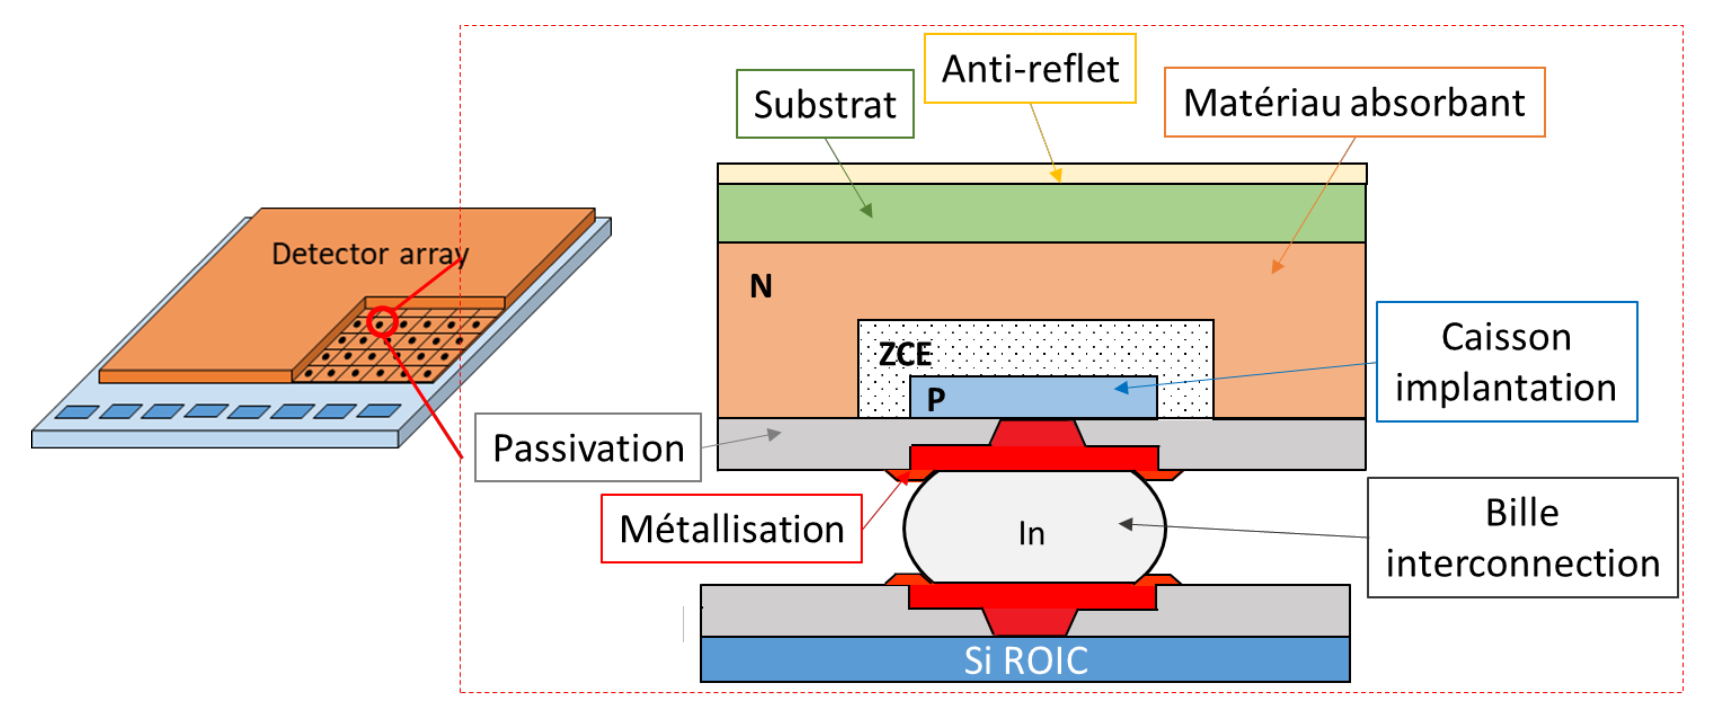 Anti-reflet
Substrat
Matériau absorbant
Detector array
N
ZCE
P
Caisson
implantation
Passivation
Métallisation
In
Bille
interconnection
Si ROIC